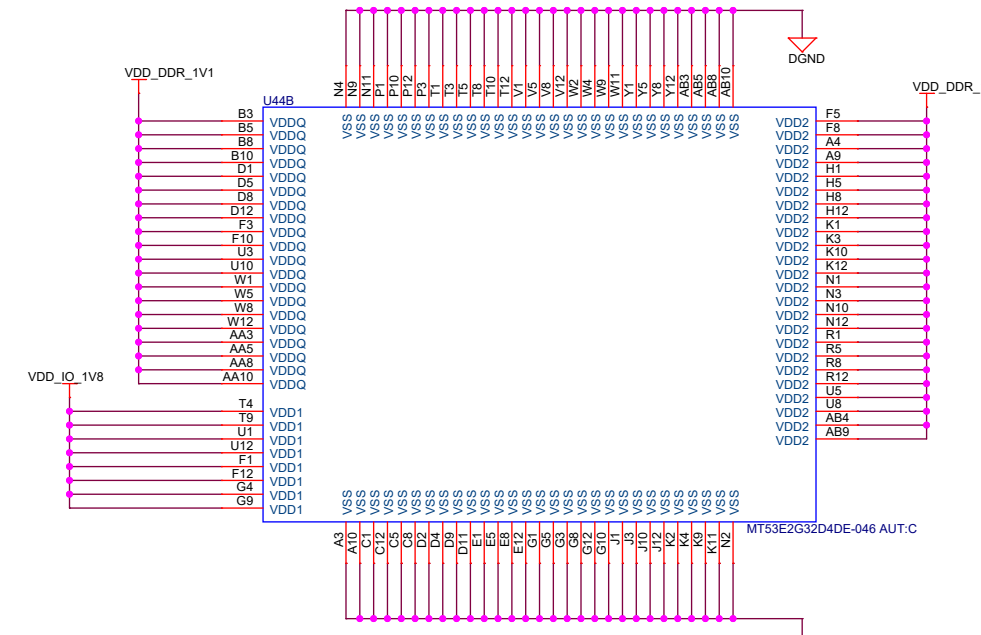 DGND
VDD_DDR_1V1
VDD_DDR_
N4 N9 N11 P1 P10 P12 P3 T1 T3 T5 T8 T10 T12 V1 V5 V8 V12 W2 W4 W9 W11 Y1 Y5 Y8 Y12 AB3 AB5 AB8 AB10
U44B
VSS VSS VSS VSS VSS VSS VSS VSS VSS VSS VSS VSS VSS VSS VSS VSS VSS VSS VSS VSS VSS VSS VSS VSS VSS VSS VSS VSS VSS
B3 VDDQ VDD2 F5
B5 VDDQ VDD2 F8
B8 VDDQ VDD2 A4
B10 VDDQ VDD2 A9
D1 VDDQ VDD2 H1
D5 VDDQ VDD2 H5
D8 VDDQ VDD2 H8
D12 VDDQ VDD2 H12
F3 VDDQ VDD2 K1
F10 VDDQ VDD2 K3
U3 VDDQ VDD2 K10
U10 VDDQ VDD2 K12
W1 VDDQ VDD2 N1
W5 VDDQ VDD2 N3
W8 VDDQ VDD2 N10
W12 VDDQ VDD2 N12
AA3 VDDQ VDD2 R1
AA5 VDDQ VDD2 R5
AA8 VDDQ VDD2 R8
AA10 VDDQ VDD2 R12
VDD_IO_1V8
VDD2 U5
T4 VDD1 VDD2 U8
T9 VDD1 VDD2 AB4
U1 VDD1 VDD2 AB9
U12 VDD1
F1 VDD1
F12 VDD1
G4 VDD1
G9 VDD1
VSS VSS VSS VSS VSS VSS VSS VSS VSS VSS VSS VSS VSS VSS VSS VSS VSS VSS VSS VSS VSS VSS VSS VSS VSS VSS VSS VSS VSS
MT53E2G32D4DE-046 AUT:C
A3 A10 C1 C12 C5 C8 D2 D4 D9 D11 E1 E5 E8 E12 G1 G5 G3 G8 G12 G10 J1 J3 J10 J12 K2 K4 K9 K11 N2